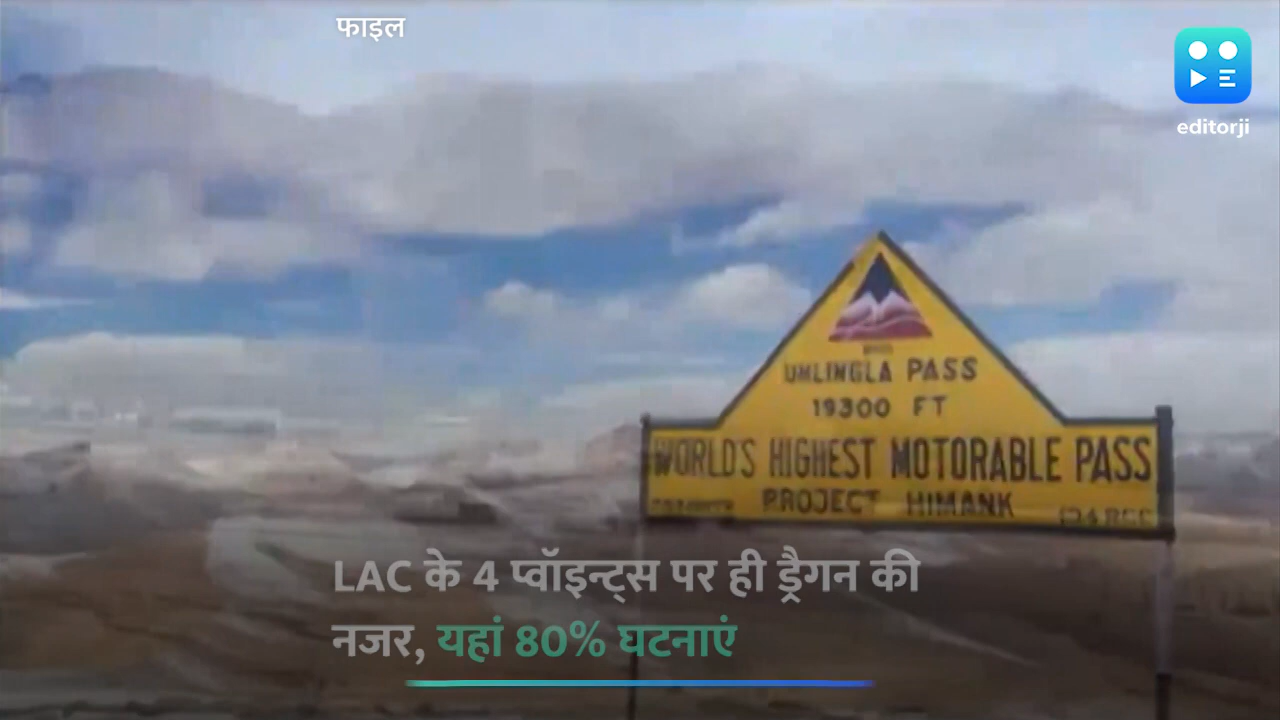 फाइल
editorji
UMLINGLA PASS
19300 FT
WORLD'S HIGHEST MOTORABLE PASS
PROJECT HIMANK
LAC के 4 प्वॉइन्ट्स पर ही ड्रैगन की
नजर, यहां 80% घटनाएं